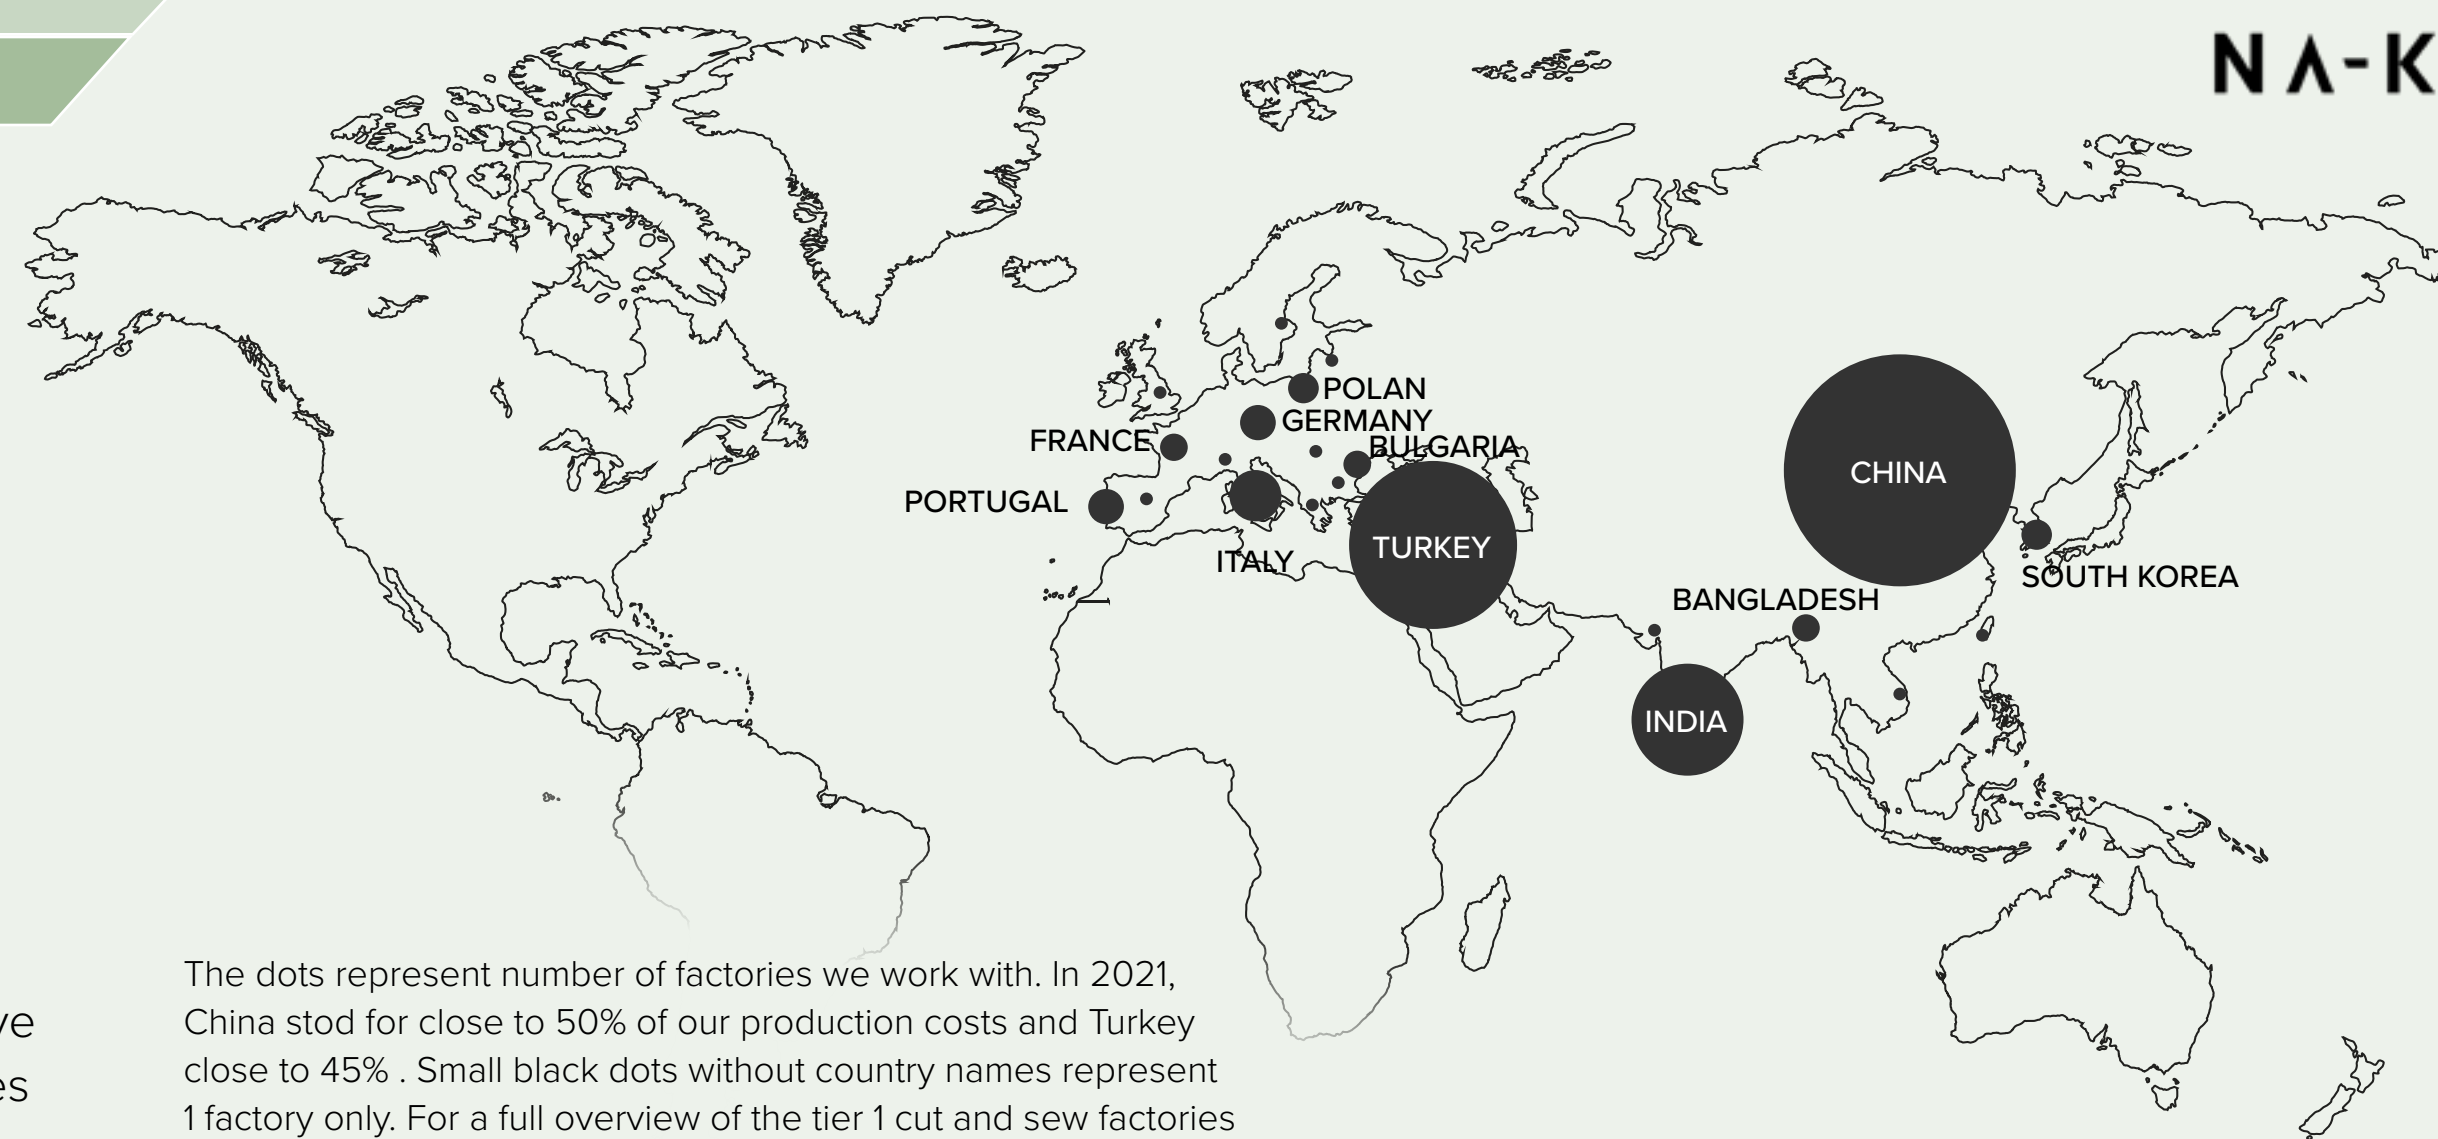 NA-K
POLAN
GERMANY
FRANCE
BULGARIA
PORTUGAL
CHINA
TURKEY
ITALY
SOUTH KOREA
BANGLADESH
INDIA
The dots represent number of factories we work with. In 2021,
China stod for close to 50% of our production costs and Turkey
close to 45% . Small black dots without country names represent
1 factory only. For a full overview of the tier 1 cut and sew factories
ve
es